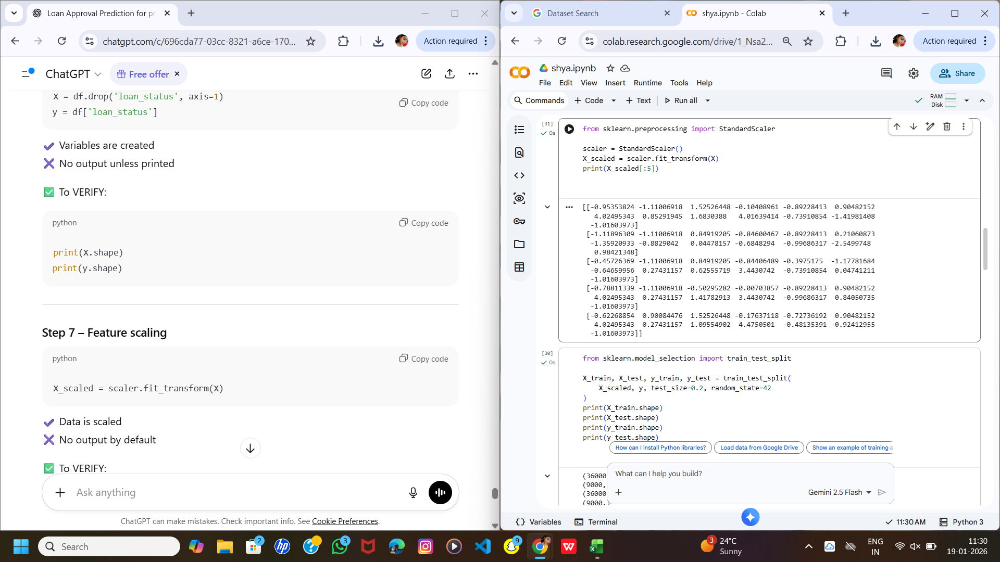 Loan Approval Prediction for pr
chatgpt.com/c/696cda77-03cc-8321-a6ce-170...
Action required
ChatGPT
Free offer
X = df.drop('loan_status', axis=1)
y = df['loan_status']
Copy code
Variables are created
No output unless printed
To VERIFY:
python
Copy code
print(X.shape)
print(y.shape)
Step 7 – Feature scaling
python
Copy code
X_scaled = scaler.fit_transform(X)
Data is scaled
No output by default
To VERIFY:
Ask anything
ChatGPT can make mistakes. Check important info. See Cookie Preferences.
Dataset Search
shya.ipynb - Colab
colab.research.google.com/drive/1_Nsa2...
Action required
shya.ipynb
File Edit View Insert Runtime Tools Help
Share
Commands + Code + Text Run all
RAM
Disk
[31]
0s
from sklearn.preprocessing import StandardScaler
scaler = StandardScaler()
X_scaled = scaler.fit_transform(X)
print(X_scaled[:5])
[[-0.95353824 -1.11006918 1.52526448 -0.10408961 -0.89228413 0.90482152
4.02495343 0.85291945 1.6830388 4.01639414 -0.73910854 -1.41981408
-1.01603973]
[-1.11896309 -1.11006918 0.84919205 -0.84600467 -0.89228413 0.21060873
-1.35920933 -0.8829042 0.04478157 -0.6848294 -0.99686317 -2.5499748
0.98421348]
[-0.45726369 -1.11006918 0.84919205 -0.84406489 -0.3975175 -1.17781684
-0.64659956 0.27431157 0.62555719 3.4430742 -0.73910854 0.04741211
-1.01603973]
[-0.78811339 -1.11006918 -0.50295282 -0.00703857 -0.89228413 0.90482152
4.02495343 0.27431157 1.41782913 3.4430742 -0.99686317 0.84050735
-1.01603973]
[-0.62268854 0.90084476 1.52526448 -0.17637118 -0.72736192 0.90482152
4.02495343 0.27431157 1.09554902 4.4750501 -0.48135391 -0.92412955
-1.01603973]]
[30]
0s
from sklearn.model_selection import train_test_split
X_train, X_test, y_train, y_test = train_test_split(
X_scaled, y, test_size=0.2, random_state=42
)
print(X_train.shape)
print(X_test.shape)
print(y_train.shape)
print(y_test.shape)
How can I install Python libraries? Load data from Google Drive Show an example of training a
(36000
(9000,
(36000
(9000,)
What can I help you build?
Gemini 2.5 Flash
Variables Terminal
11:30 AM Python 3
Search
2
3
9
3
24°C
Sunny
ENG
IN
11:30
19-01-2026